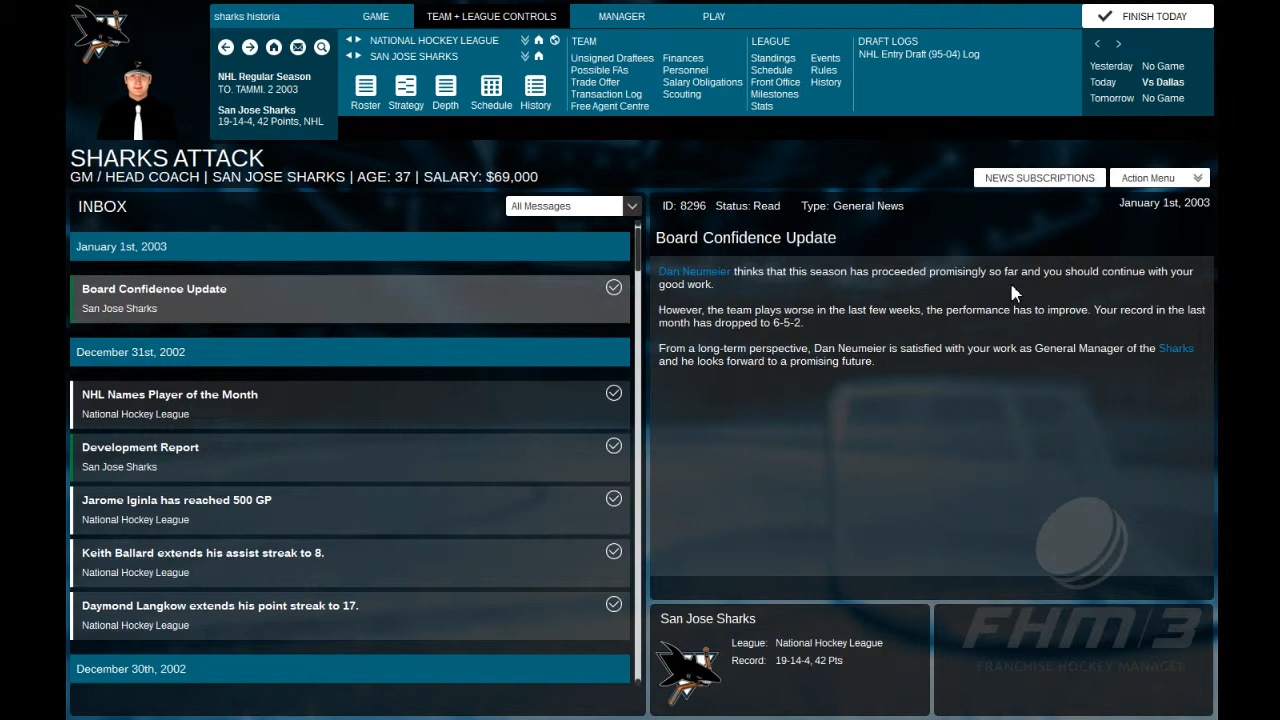 sharks historia
GAME
TEAM + LEAGUE CONTROLS
MANAGER
PLAY
FINISH TODAY
NATIONAL HOCKEY LEAGUE
SAN JOSE SHARKS
NHL Regular Season
TO. TAMMI. 2 2003
San Jose Sharks
19-14-4, 42 Points, NHL
Roster
Strategy
Depth
Schedule
History
TEAM
Unsigned Draftees
Finances
Possible FAs
Personnel
Trade Offer
Salary Obligations
Transaction Log
Scouting
Free Agent Centre
LEAGUE
Standings
Events
Schedule
Rules
Front Office
History
Milestones
Stats
DRAFT LOGS
NHL Entry Draft (95-04) Log
Yesterday No Game
Today Vs Dallas
Tomorrow No Game
SHARKS ATTACK
GM / HEAD COACH | SAN JOSE SHARKS | AGE: 37 | SALARY: $69,000
NEWS SUBSCRIPTIONS
Action Menu
INBOX
All Messages
January 1st, 2003
Board Confidence Update
San Jose Sharks
December 31st, 2002
NHL Names Player of the Month
National Hockey League
Development Report
San Jose Sharks
Jarome Iginla has reached 500 GP
National Hockey League
Keith Ballard extends his assist streak to 8.
National Hockey League
Daymond Langkow extends his point streak to 17.
National Hockey League
December 30th, 2002
ID: 8296 Status: Read Type: General News
January 1st, 2003
Board Confidence Update
Dan Neumeier thinks that this season has proceeded promisingly so far and you should continue with your
good work.
However, the team plays worse in the last few weeks, the performance has to improve. Your record in the last
month has dropped to 6-5-2.
From a long-term perspective, Dan Neumeier is satisfied with your work as General Manager of the Sharks
and he looks forward to a promising future.
San Jose Sharks
League: National Hockey League
Record: 19-14-4, 42 Pts
FHM/3
FRANCHISE HOCKEY MANAGER